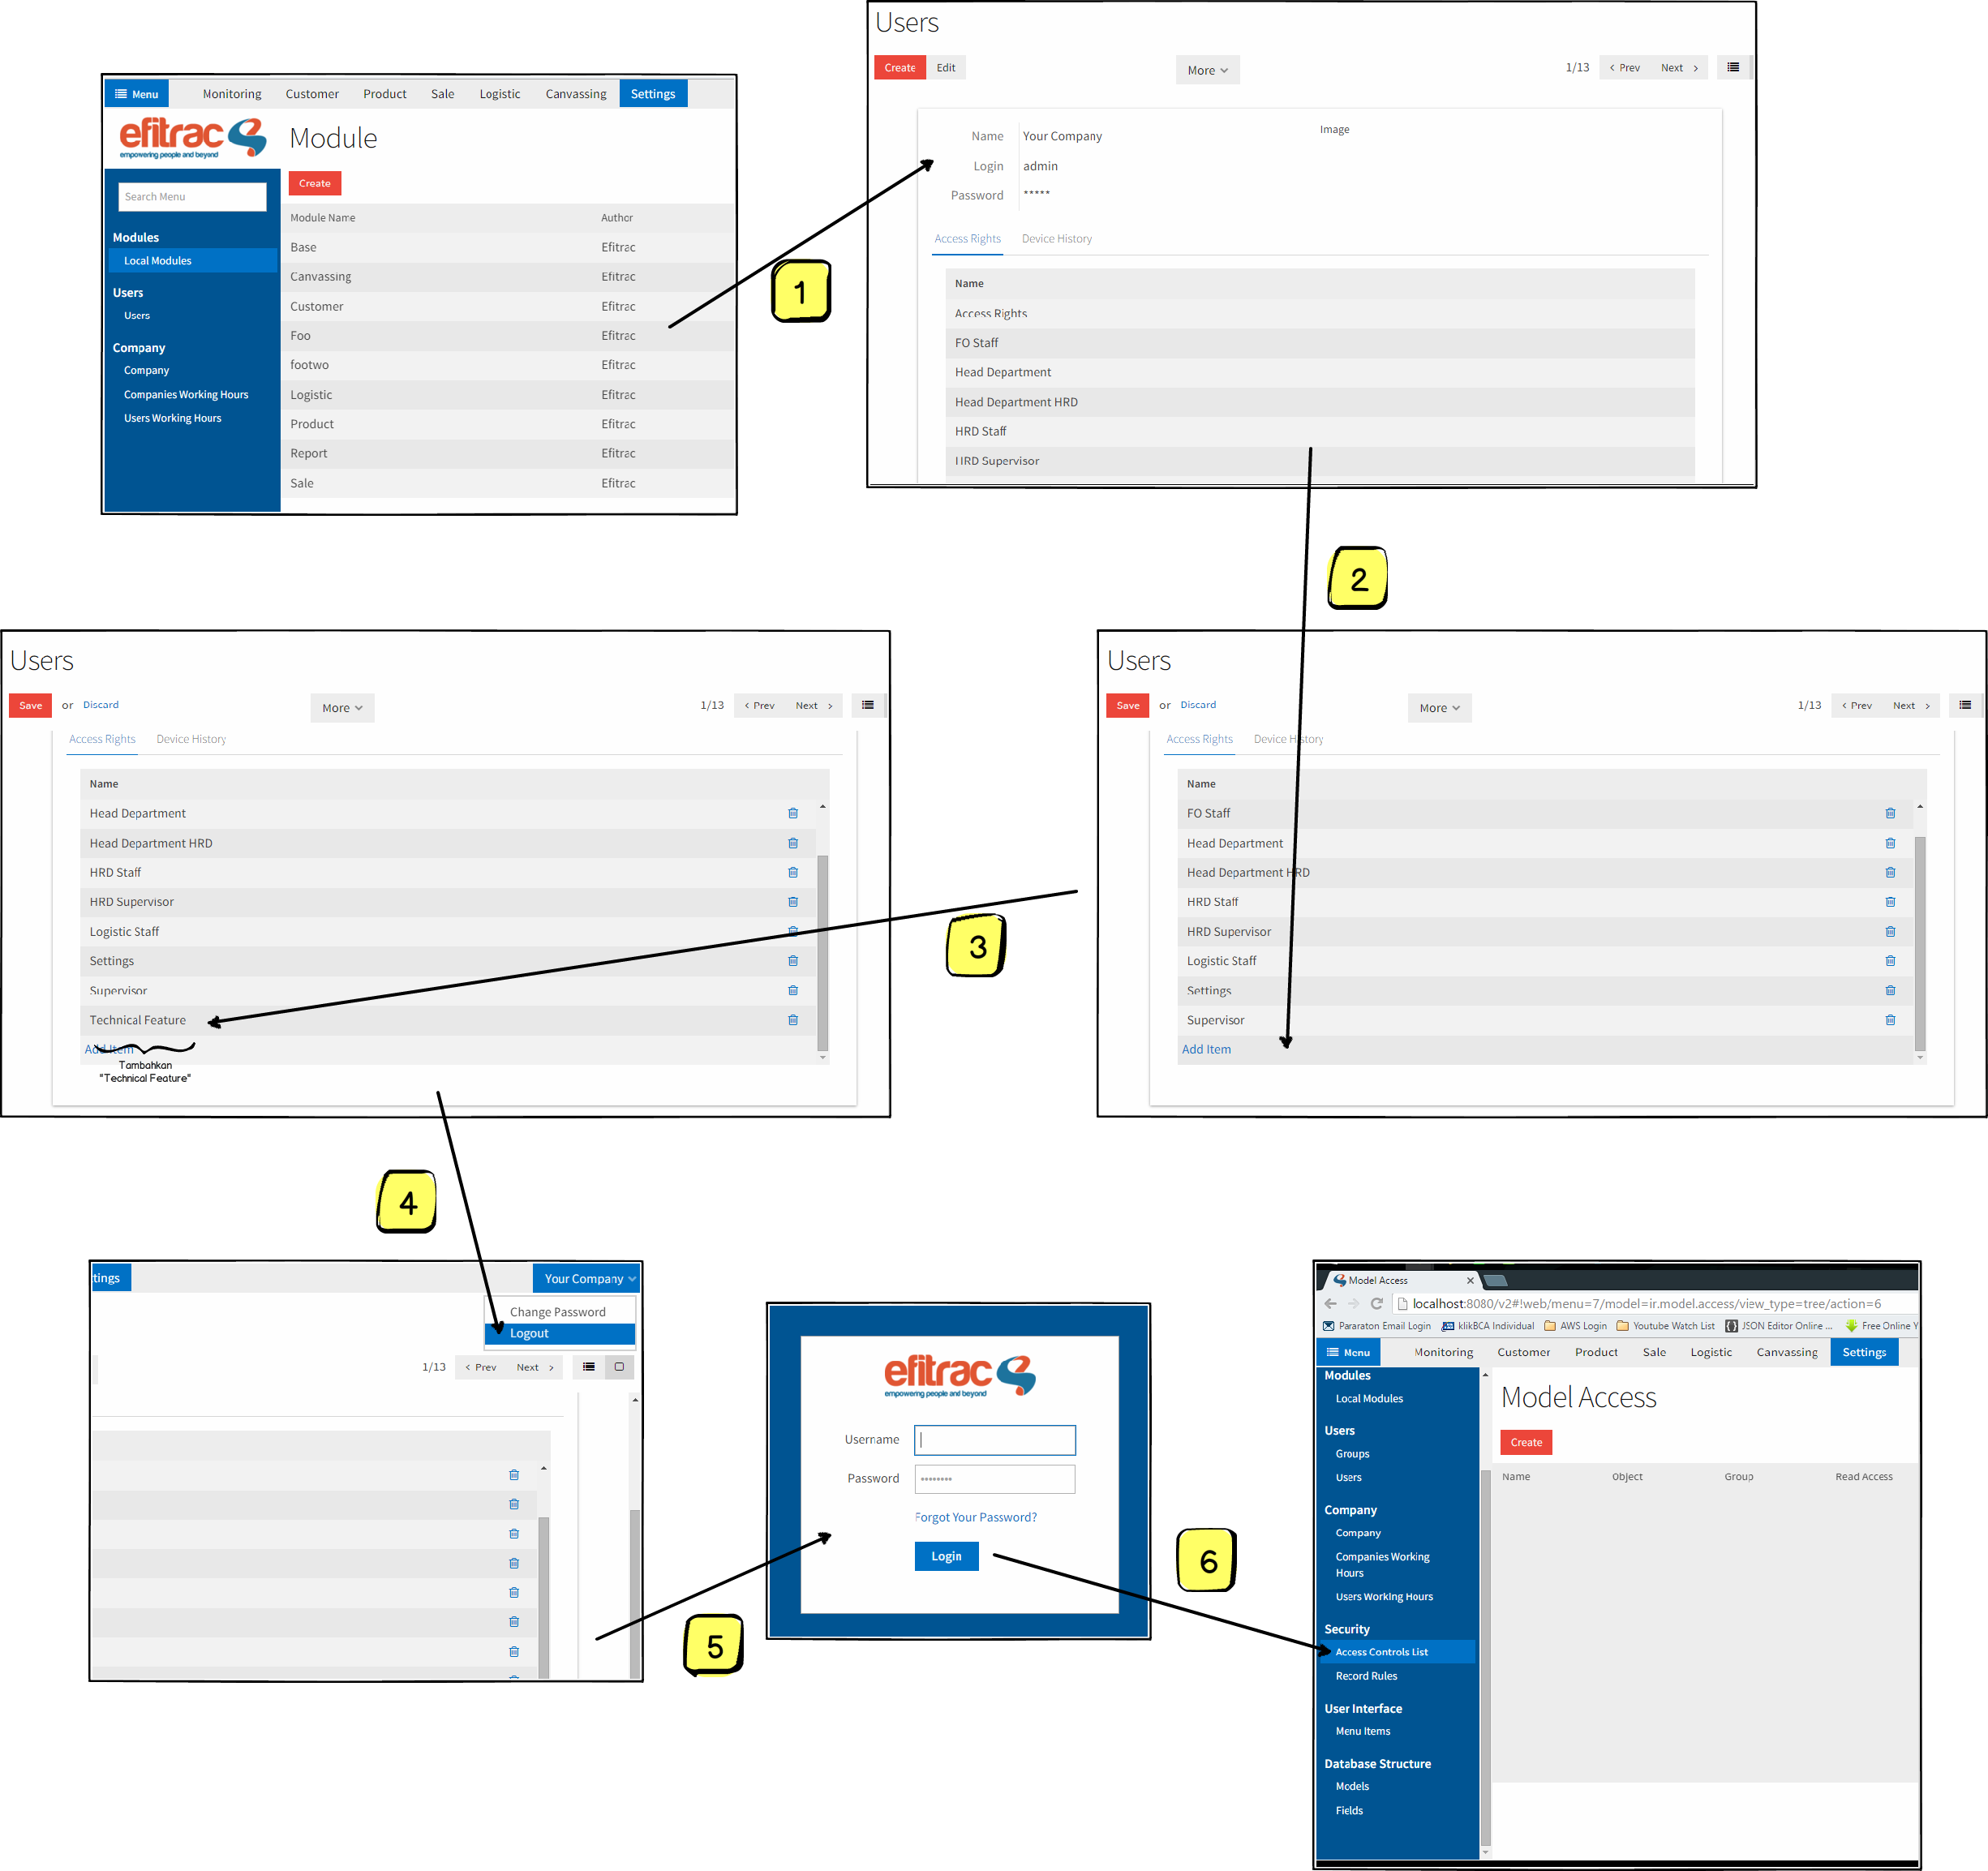 Menu Monitoring Customer Product Sale Logistic Canvassing Settings
efitrac
empowering people and beyond
Module
Search Menu
Create
Modules
Local Modules
Users
Users
Company
Company
Companies Working Hours
Users Working Hours
Module Name Author
Base Efitrac
Canvassing Efitrac
Customer Efitrac
Foo Efitrac
footwo Efitrac
Logistic Efitrac
Product Efitrac
Report Efitrac
Sale Efitrac
1
Users
Create Edit More 1/13 Prev Next
Name Your Company Image
Login admin
Password *****
Access Rights Device History
Name
Access Rights
FO Staff
Head Department
Head Department HRD
HRD Staff
HRD Supervisor
2
Users
Save or Discard More 1/13 Prev Next
Access Rights Device History
Name
FO Staff
Head Department
Head Department HRD
HRD Staff
HRD Supervisor
Logistic Staff
Settings
Supervisor
Add Item
3
Users
Save or Discard More 1/13 Prev Next
Access Rights Device History
Name
Head Department
Head Department HRD
HRD Staff
HRD Supervisor
Logistic Staff
Settings
Supervisor
Technical Feature
Add Item
Tambahkan
"Technical Feature"
4
tings Your Company
Change Password
Logout
1/13 Prev Next
5
efitrac
empowering people and beyond
Username
Password ••••••••
Forgot Your Password?
Login
6
Model Access
localhost:8080/v2#!web/menu=7/model=ir.model.access/view_type=tree/action=6
Pararaton Email Login klikBCA Individual AWS Login Youtube Watch List JSON Editor Online ... Free Online Y
Menu Monitoring Customer Product Sale Logistic Canvassing Settings
Modules
Local Modules
Users
Groups
Users
Company
Company
Companies Working
Hours
Users Working Hours
Security
Access Controls List
Record Rules
User Interface
Menu Items
Database Structure
Models
Fields
Model Access
Create
Name Object Group Read Access